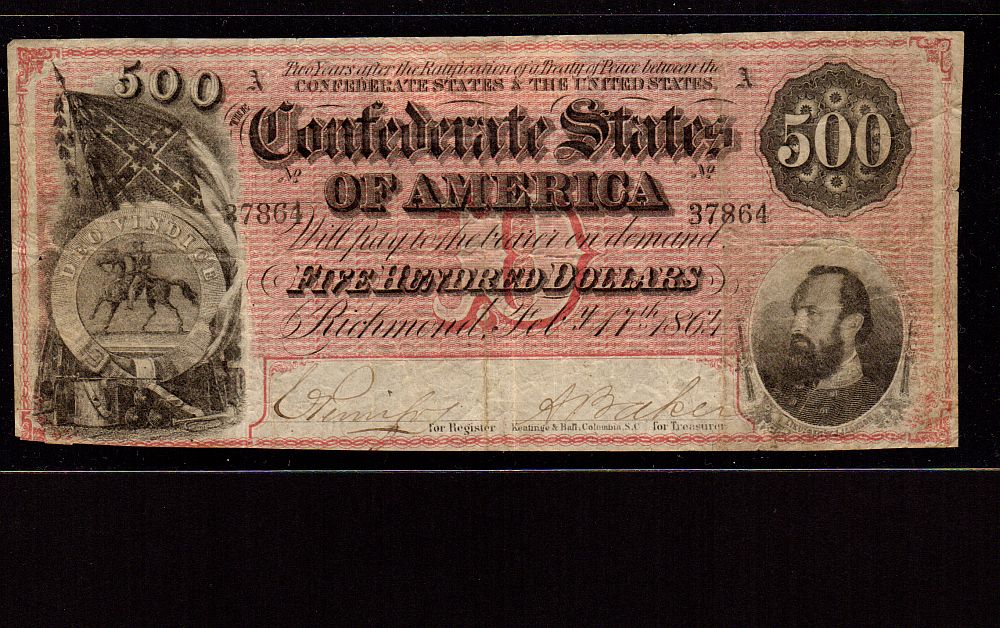 500 A Two Years after the Ratification of a Treaty of Peace between the A
CONFEDERATE STATES & THE UNITED STATES,
THE
Confederate States 500
No No
OF AMERICA
37864 37864
DEO VINDICE
Will pay to the bearer on demand
FIVE HUNDRED DOLLARS
Richmond, Feby 17th 1864
A Baker
for Register Keatinge & Ball, Columbia, S.C for Treasurer